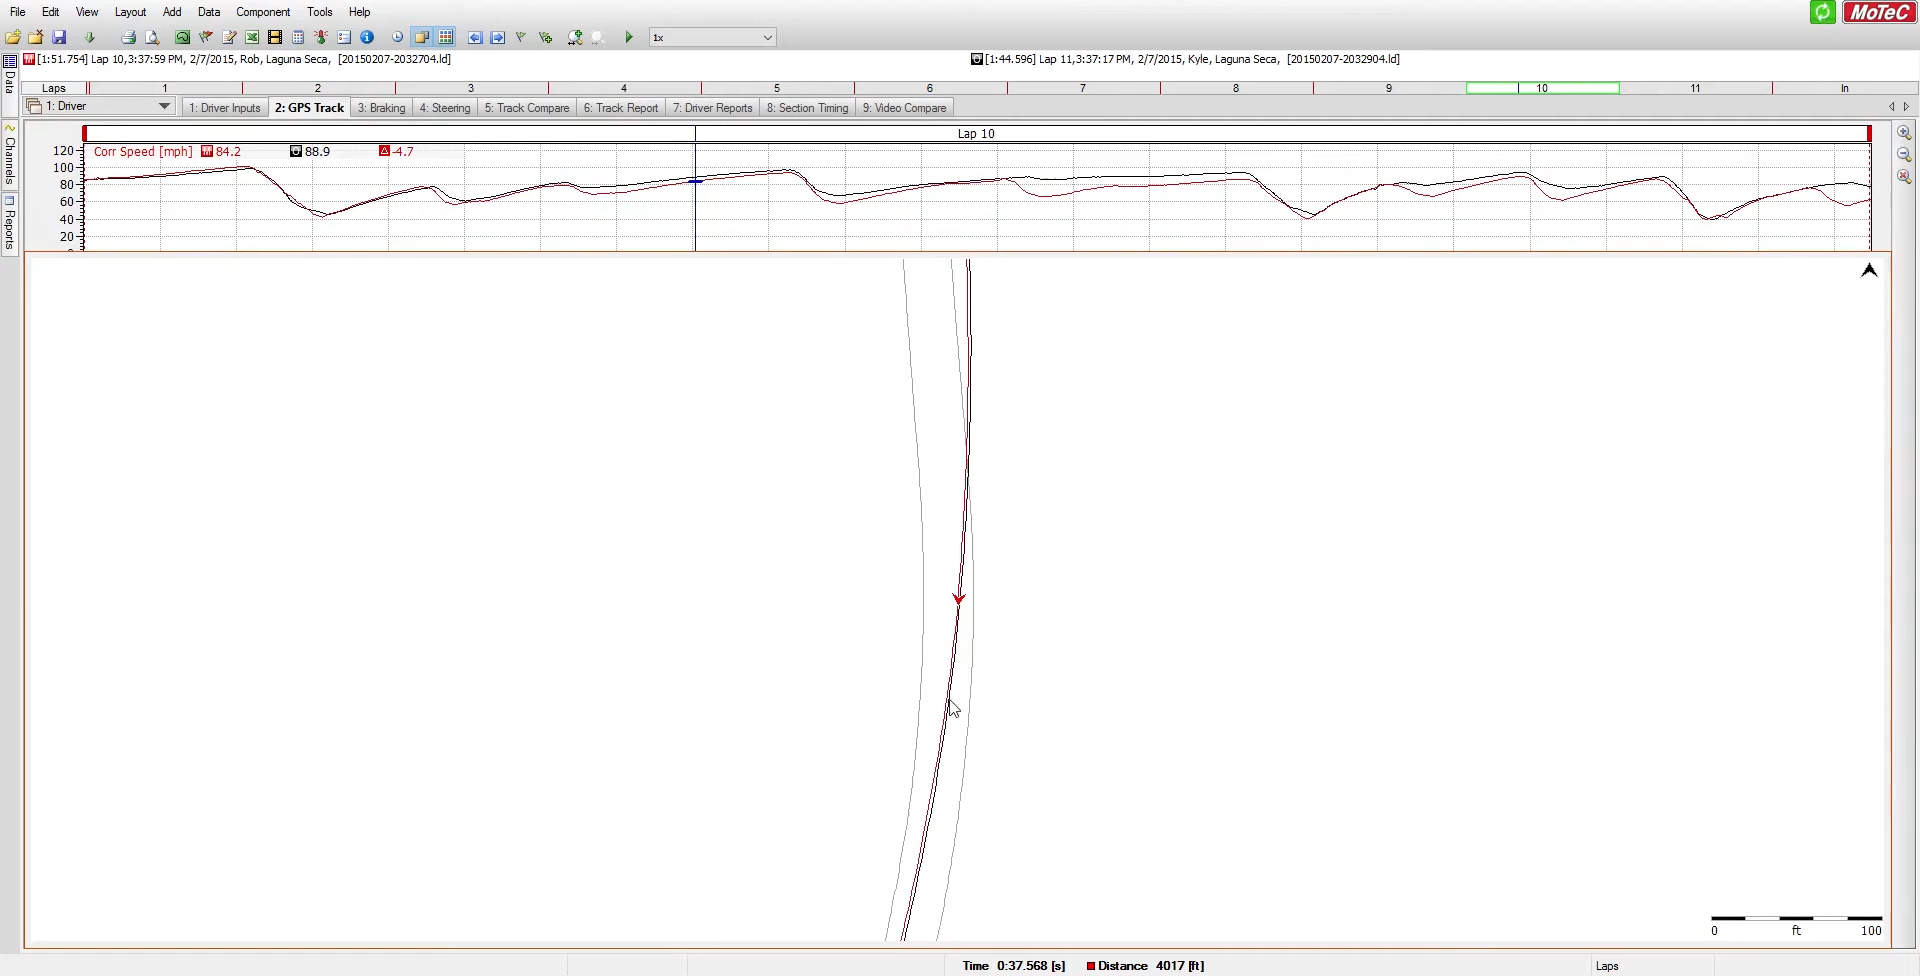 File Edit View Layout Add Data Component Tools Help
MoTeC
1x
[1:51.754] Lap 10,3:37:59 PM, 2/7/2015, Rob, Laguna Seca, [20150207-2032704.ld]
[1:44.596] Lap 11,3:37:17 PM, 2/7/2015, Kyle, Laguna Seca, [20150207-2032904.ld]
Laps 1 2 3 4 5 6 7 8 9 10 11 In
1: Driver
1: Driver Inputs 2: GPS Track 3: Braking 4: Steering 5: Track Compare 6: Track Report 7: Driver Reports 8: Section Timing 9: Video Compare
Data
Channels
Reports
Lap 10
Corr Speed [mph] 84.2 88.9 -4.7
120
100
80
60
40
20
0 ft 100
Time 0:37.568 [s] Distance 4017 [ft] Laps